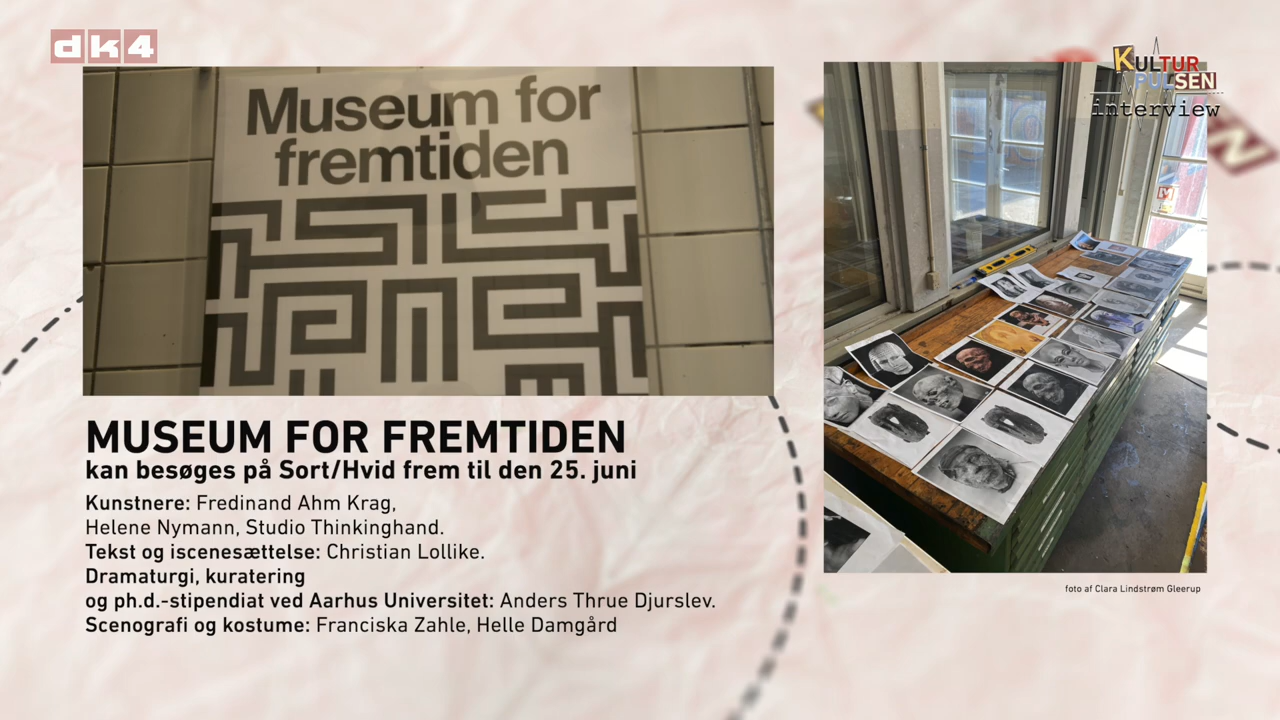 dk4
KULTUR
PULSEN
interview
Museum for
fremtiden
MUSEUM FOR FREMTIDEN
kan besøges på Sort/Hvid frem til den 25. juni
Kunstnere: Fredinand Ahm Krag,
Helene Nymann, Studio Thinkinghand.
Tekst og iscenesættelse: Christian Lollike.
Dramaturgi, kuratering
og ph.d.-stipendiat ved Aarhus Universitet: Anders Thrue Djurslev.
Scenografi og kostume: Franciska Zahle, Helle Damgård
foto af Clara Lindstrøm Gleerup